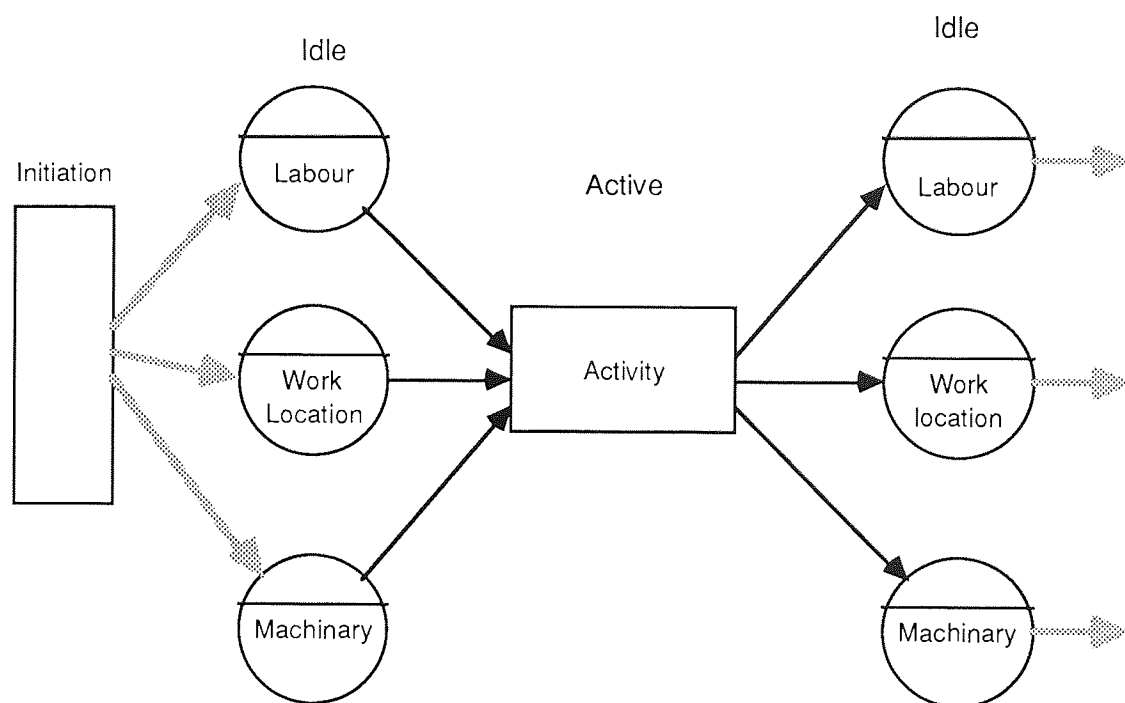 Idle
Idle
Initiation
Labour
Active
Labour
Work
Location
Activity
Work
location
Machinary
Machinary